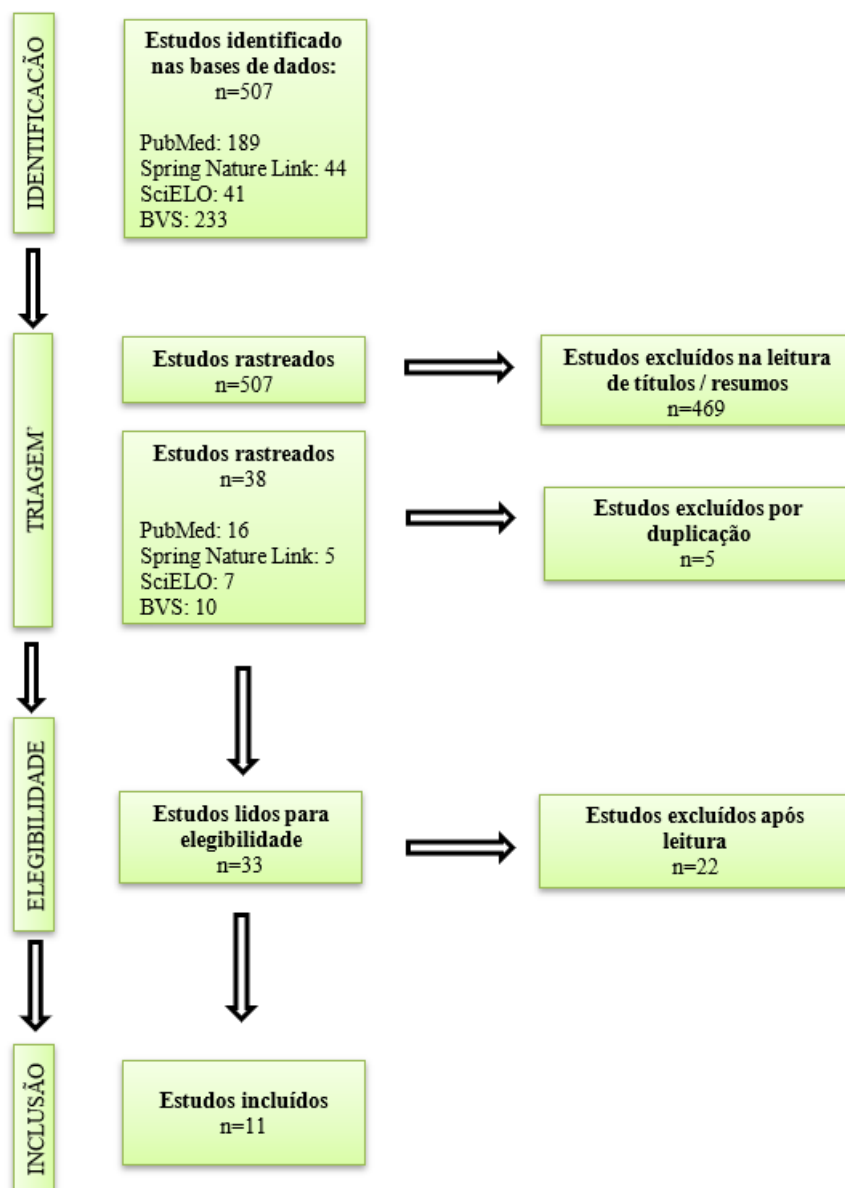 IDENTIFICAÇÃO
Estudos identificado
nas bases de dados:
n=507
PubMed: 189
Spring Nature Link: 44
SciELO: 41
BVS: 233
TRIAGEM'
Estudos rastreados
n=507
Estudos excluídos na leitura
de títulos / resumos
n=469
Estudos rastreados
n=38
PubMed: 16
Spring Nature Link: 5
SciELO: 7
BVS: 10
Estudos excluídos por
duplicação
n=5
ELEGIBILIDADE
Estudos lidos para
elegibilidade
n=33
Estudos excluídos após
leitura
n=22
INCLUSÃO
Estudos incluídos
n=11